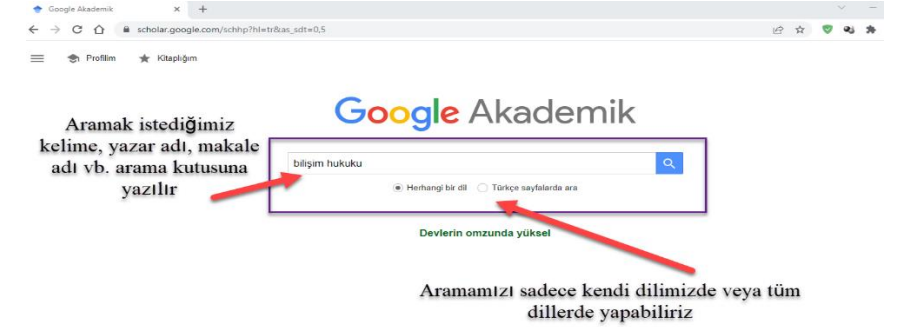 Google Akademik
scholar.google.com/schhp?hl=tr&as_sdt=0,5
Profilim Kitaplığım
Google Akademik
Aramak istediğimiz
kelime, yazar adı, makale
adı vb. arama kutusuna
yazılır
bilişim hukuku
Herhangi bir dil Türkçe sayfalarda ara
Devlerin omzunda yüksel
Aramamızı sadece kendi dilimizde veya tüm
dillerde yapabiliriz